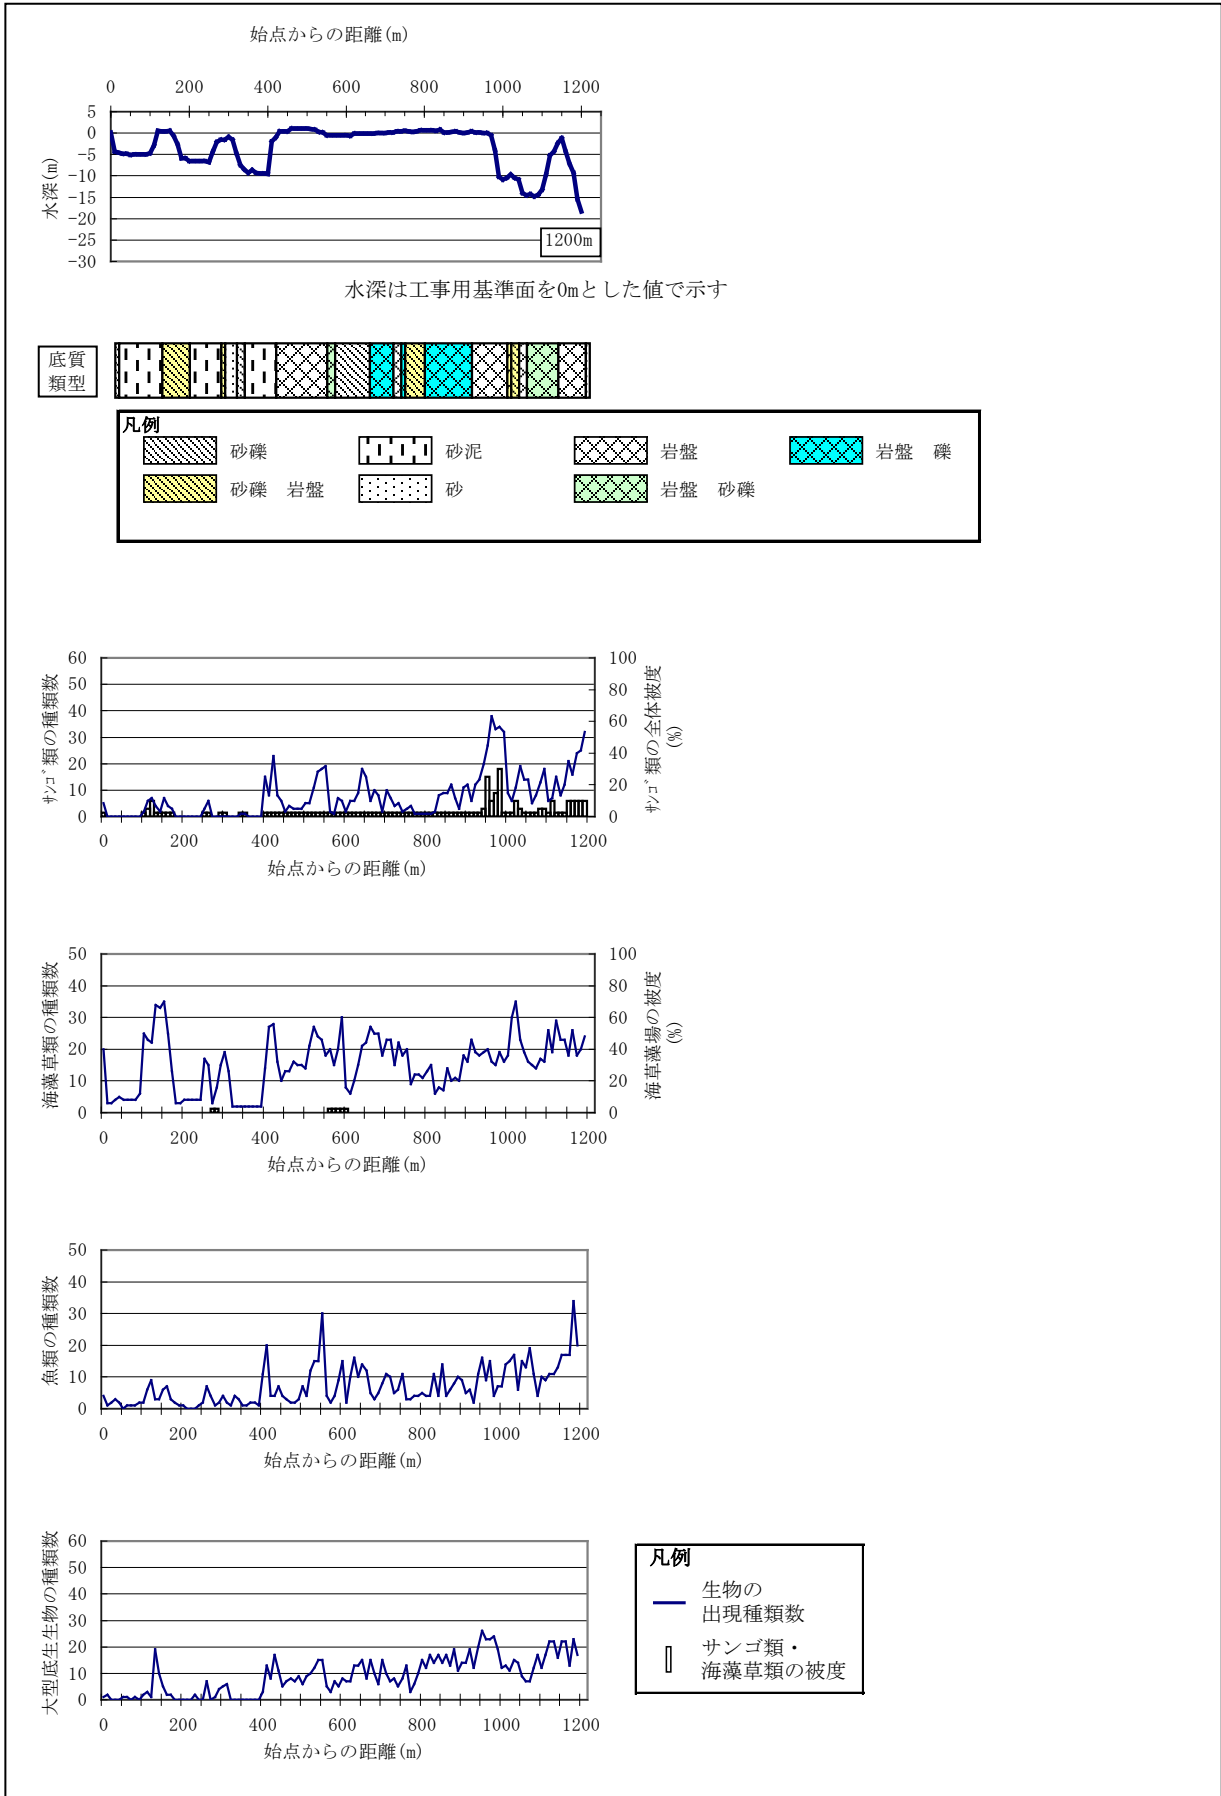 始点からの距離(m)
0 200 400 600 800 1000 1200
5
0
-5
-10
-15
-20
-25
-30
水深(m)
1200m
水深は工事用基準面を0mとした値で示す
底質
類型
凡例
砂礫 砂泥 岩盤 岩盤 礫
砂礫 岩盤 砂 岩盤 砂礫
60
50
40
30
20
10
0
サンゴ類の種類数
100
80
60
40
20
0
サンゴ類の全体被度
(%)
0 200 400 600 800 1000 1200
始点からの距離(m)
50
40
30
20
10
0
海藻草類の種類数
100
80
60
40
20
0
海草藻場の被度
(%)
0 200 400 600 800 1000 1200
始点からの距離(m)
50
40
30
20
10
0
魚類の種類数
0 200 400 600 800 1000 1200
始点からの距離(m)
60
50
40
30
20
10
0
大型底生生物の種類数
0 200 400 600 800 1000 1200
始点からの距離(m)
凡例
生物の
出現種類数
サンゴ類・
海藻草類の被度